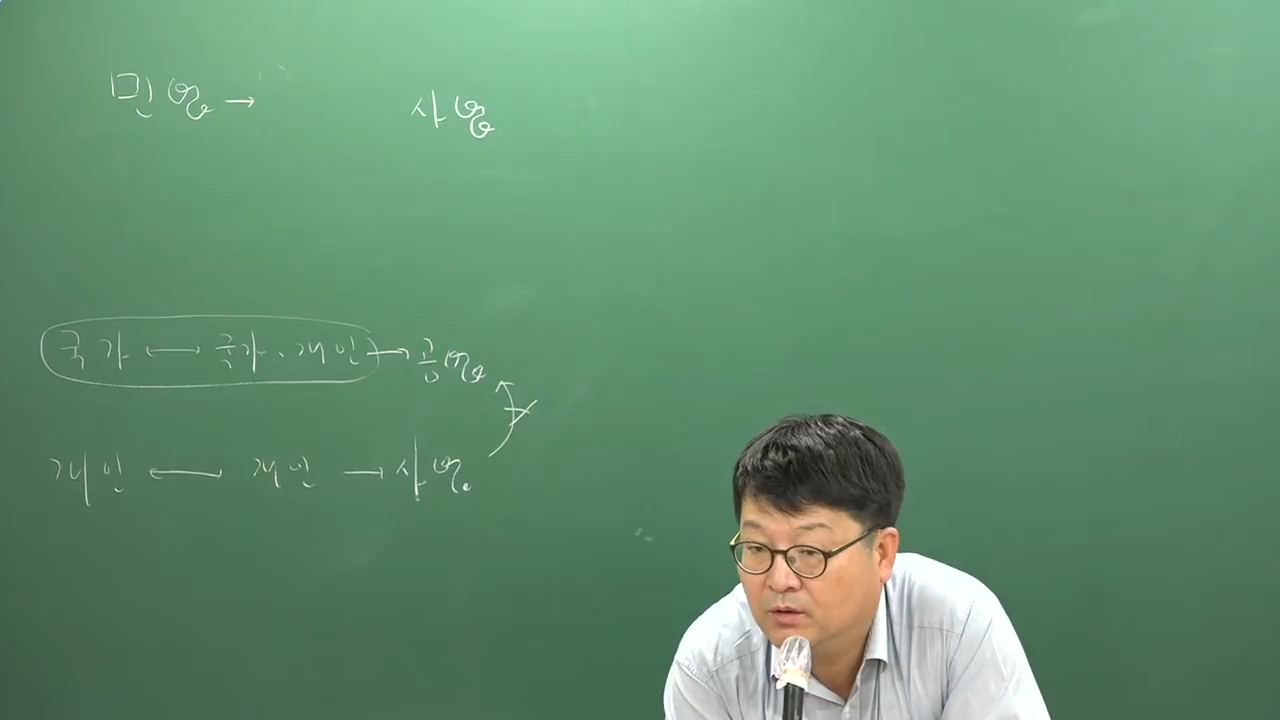 민법 → 사법
국가 ↔ 국가·개인 → 공법
개인 ↔ 개인 → 사법